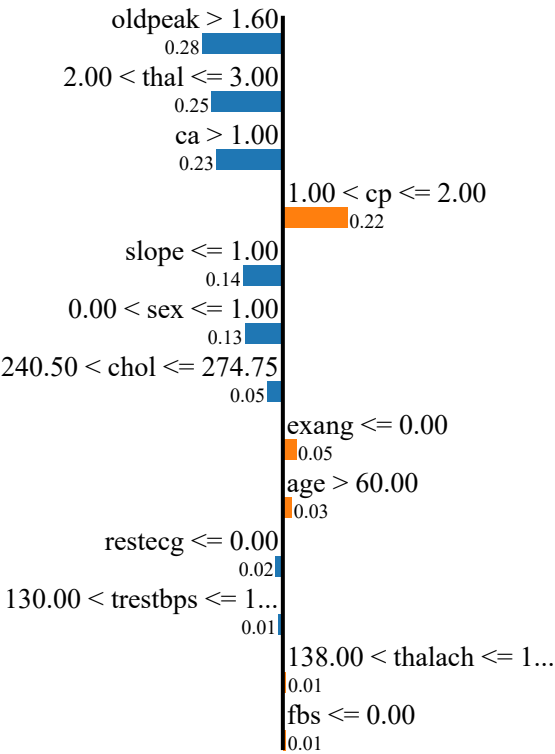 oldpeak > 1.60
0.28
2.00 < thal <= 3.00
0.25
ca > 1.00
0.23
1.00 < cp <= 2.00
0.22
slope <= 1.00
0.14
0.00 < sex <= 1.00
0.13
240.50 < chol <= 274.75
0.05
exang <= 0.00
0.05
age > 60.00
0.03
restecg <= 0.00
0.02
130.00 < trestbps <= 1...
0.01
138.00 < thalach <= 1...
0.01
fbs <= 0.00
0.01